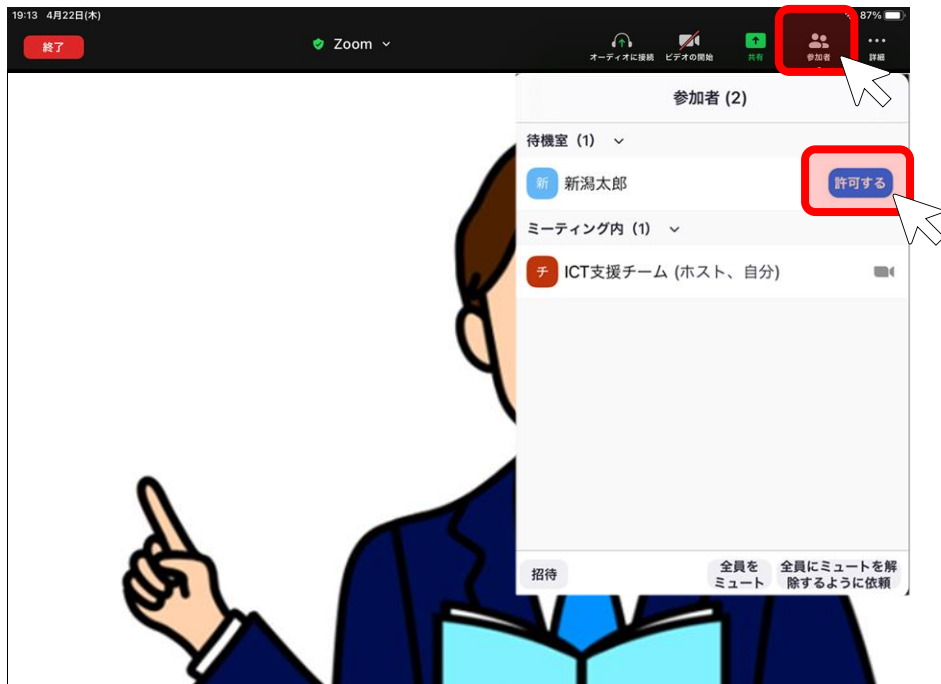 19:13 4月22日(木)
87%
終了
Zoom
オーディオに接続
ビデオの開始
共有
参加者
詳細
参加者 (2)
待機室 (1)
新
新潟太郎
許可する
ミーティング内 (1)
チ
ICT支援チーム (ホスト、自分)
招待
全員を
ミュート
全員にミュートを解
除するように依頼